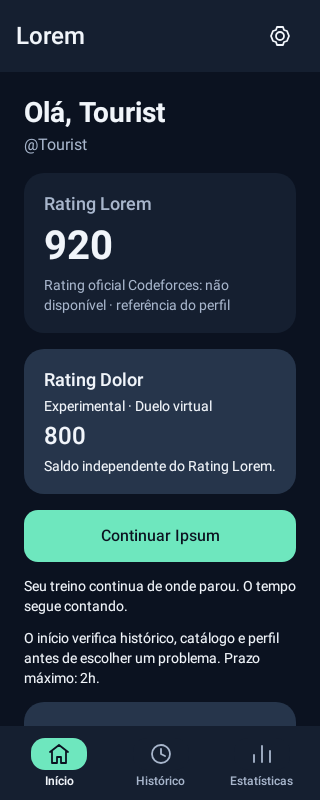 Lorem
Olá, Tourist
@Tourist
Rating Lorem
920
Rating oficial Codeforces: não
disponível · referência do perfil
Rating Dolor
Experimental · Duelo virtual
800
Saldo independente do Rating Lorem.
Continuar Ipsum
Seu treino continua de onde parou. O tempo
segue contando.
O início verifica histórico, catálogo e perfil
antes de escolher um problema. Prazo
máximo: 2h.
Início
Histórico
Estatísticas